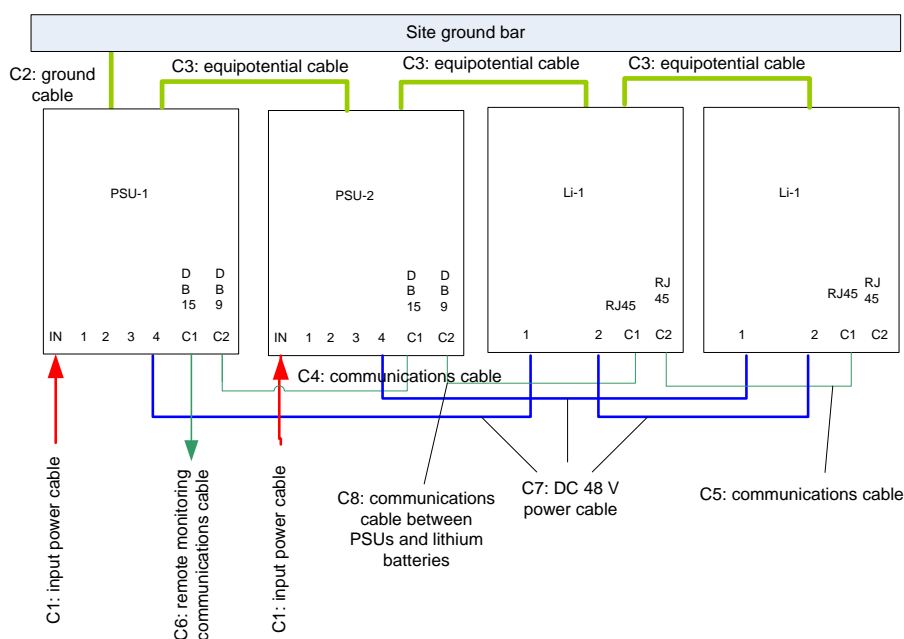 Site ground bar
C2: ground
cable
C3: equipotential cable
C3: equipotential cable
C3: equipotential cable
PSU-1
PSU-2
Li-1
Li-1
D
B
15
D
B
9
D
B
15
D
B
9
RJ45
RJ
45
RJ45
RJ
45
IN 1 2 3 4 C1 C2
IN 1 2 3 4 C1 C2
1 2 C1 C2
1 2 C1 C2
C4: communications cable
C1: input power cable
C6: remote monitoring
communications cable
C1: input power cable
C8: communications
cable between
PSUs and lithium
batteries
C7: DC 48 V
power cable
C5: communications cable